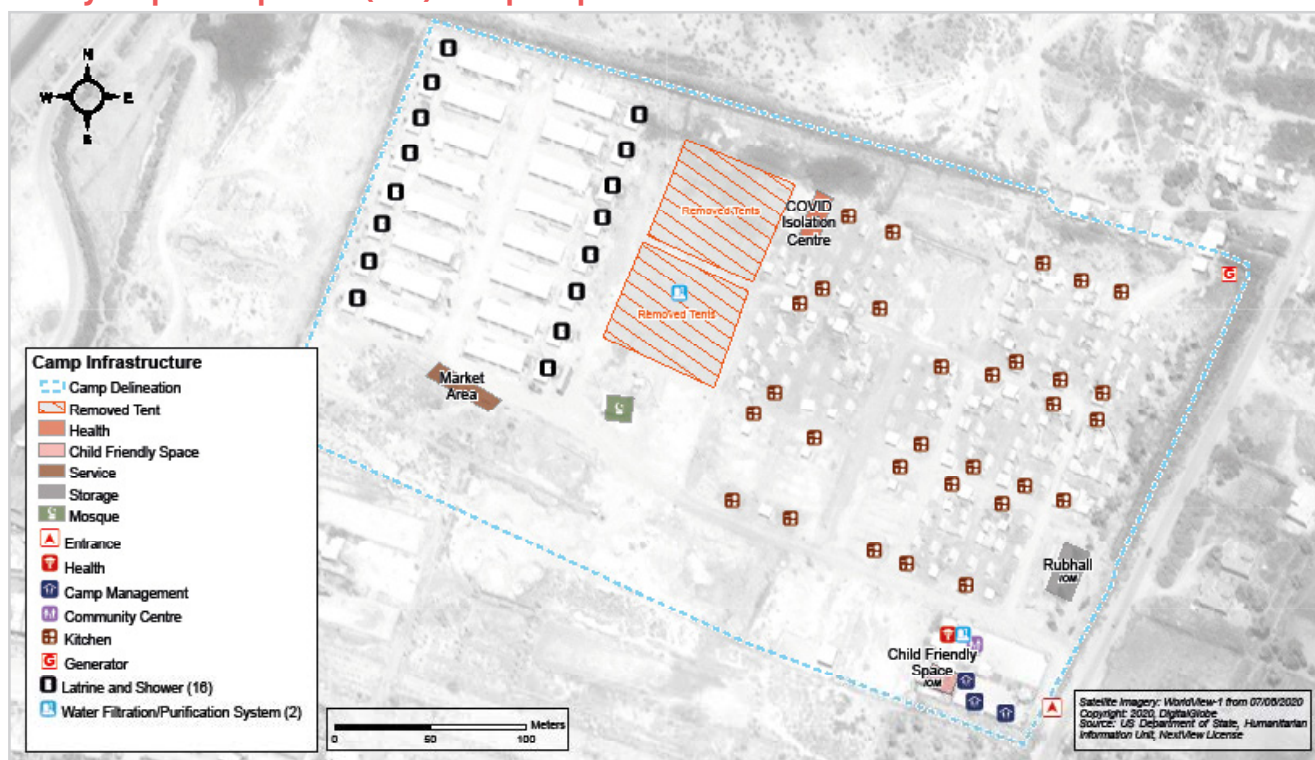 N
W
E
S
Removed Tents
COVID
Isolation
Centre
G
Removed Tents
Market
Area
Camp Infrastructure
Camp Delineation
Removed Tent
Health
Child Friendly Space
Service
Storage
Mosque
Entrance
Health
Camp Management
Community Centre
Kitchen
G Generator
Latrine and Shower (16)
Water Filtration/Purification System (2)
Rubhall
IOM
Child Friendly
Space
IOM
Meters
0 50 100
Satellite Imagery: WorldView-1 from 07/06/2020
Copyright: 2020, DigitalGlobe
Source: US Department of State, Humanitarian
Information Unit, NextView License